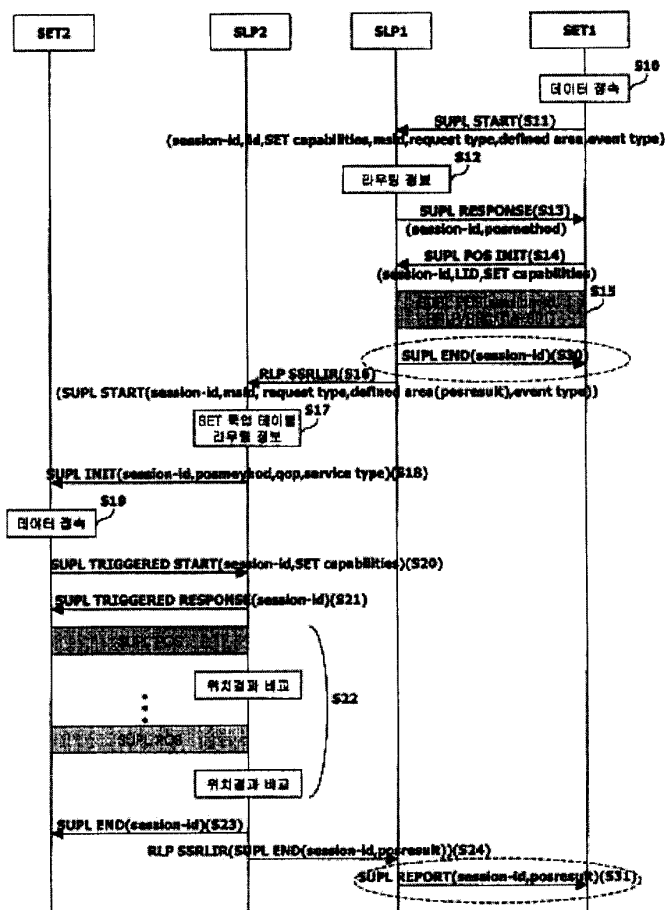 SET2
SLP2
SLP1
SET1
S10
데이터 접속
SUPL START(S11)
(session-id, lid,SET capabilities,msid,request type,defined area,event type)
S12
라우팅 정보
SUPL RESPONSE(S13)
(session-id,posmethod)
SUPL POS INIT(S14)
(session-id,LID,SET capabilities)
S15
SUPL END(session-id)(S30)
RLP SSRLIR(S16)
(SUPL START(session-id,msid, request type,defined area(posresult),event type))
S17
SET 룩업 테이블
라우팅 정보
SUPL INIT(session-id,posmeyhod,qop,service type)(S18)
S19
데이터 접속
SUPL TRIGGERED START(session-id,SET capabilities)(S20)
SUPL TRIGGERED RESPONSE(session-id)(S21)
SUPL POS
위치결과 비교
S22
SUPL POS
위치결과 비교
SUPL END(session-id)(S23)
RLP SSRLIR(SUPL END(session-id,posresult))(S24)
SUPL REPORT(session-id,posresult)(S31)